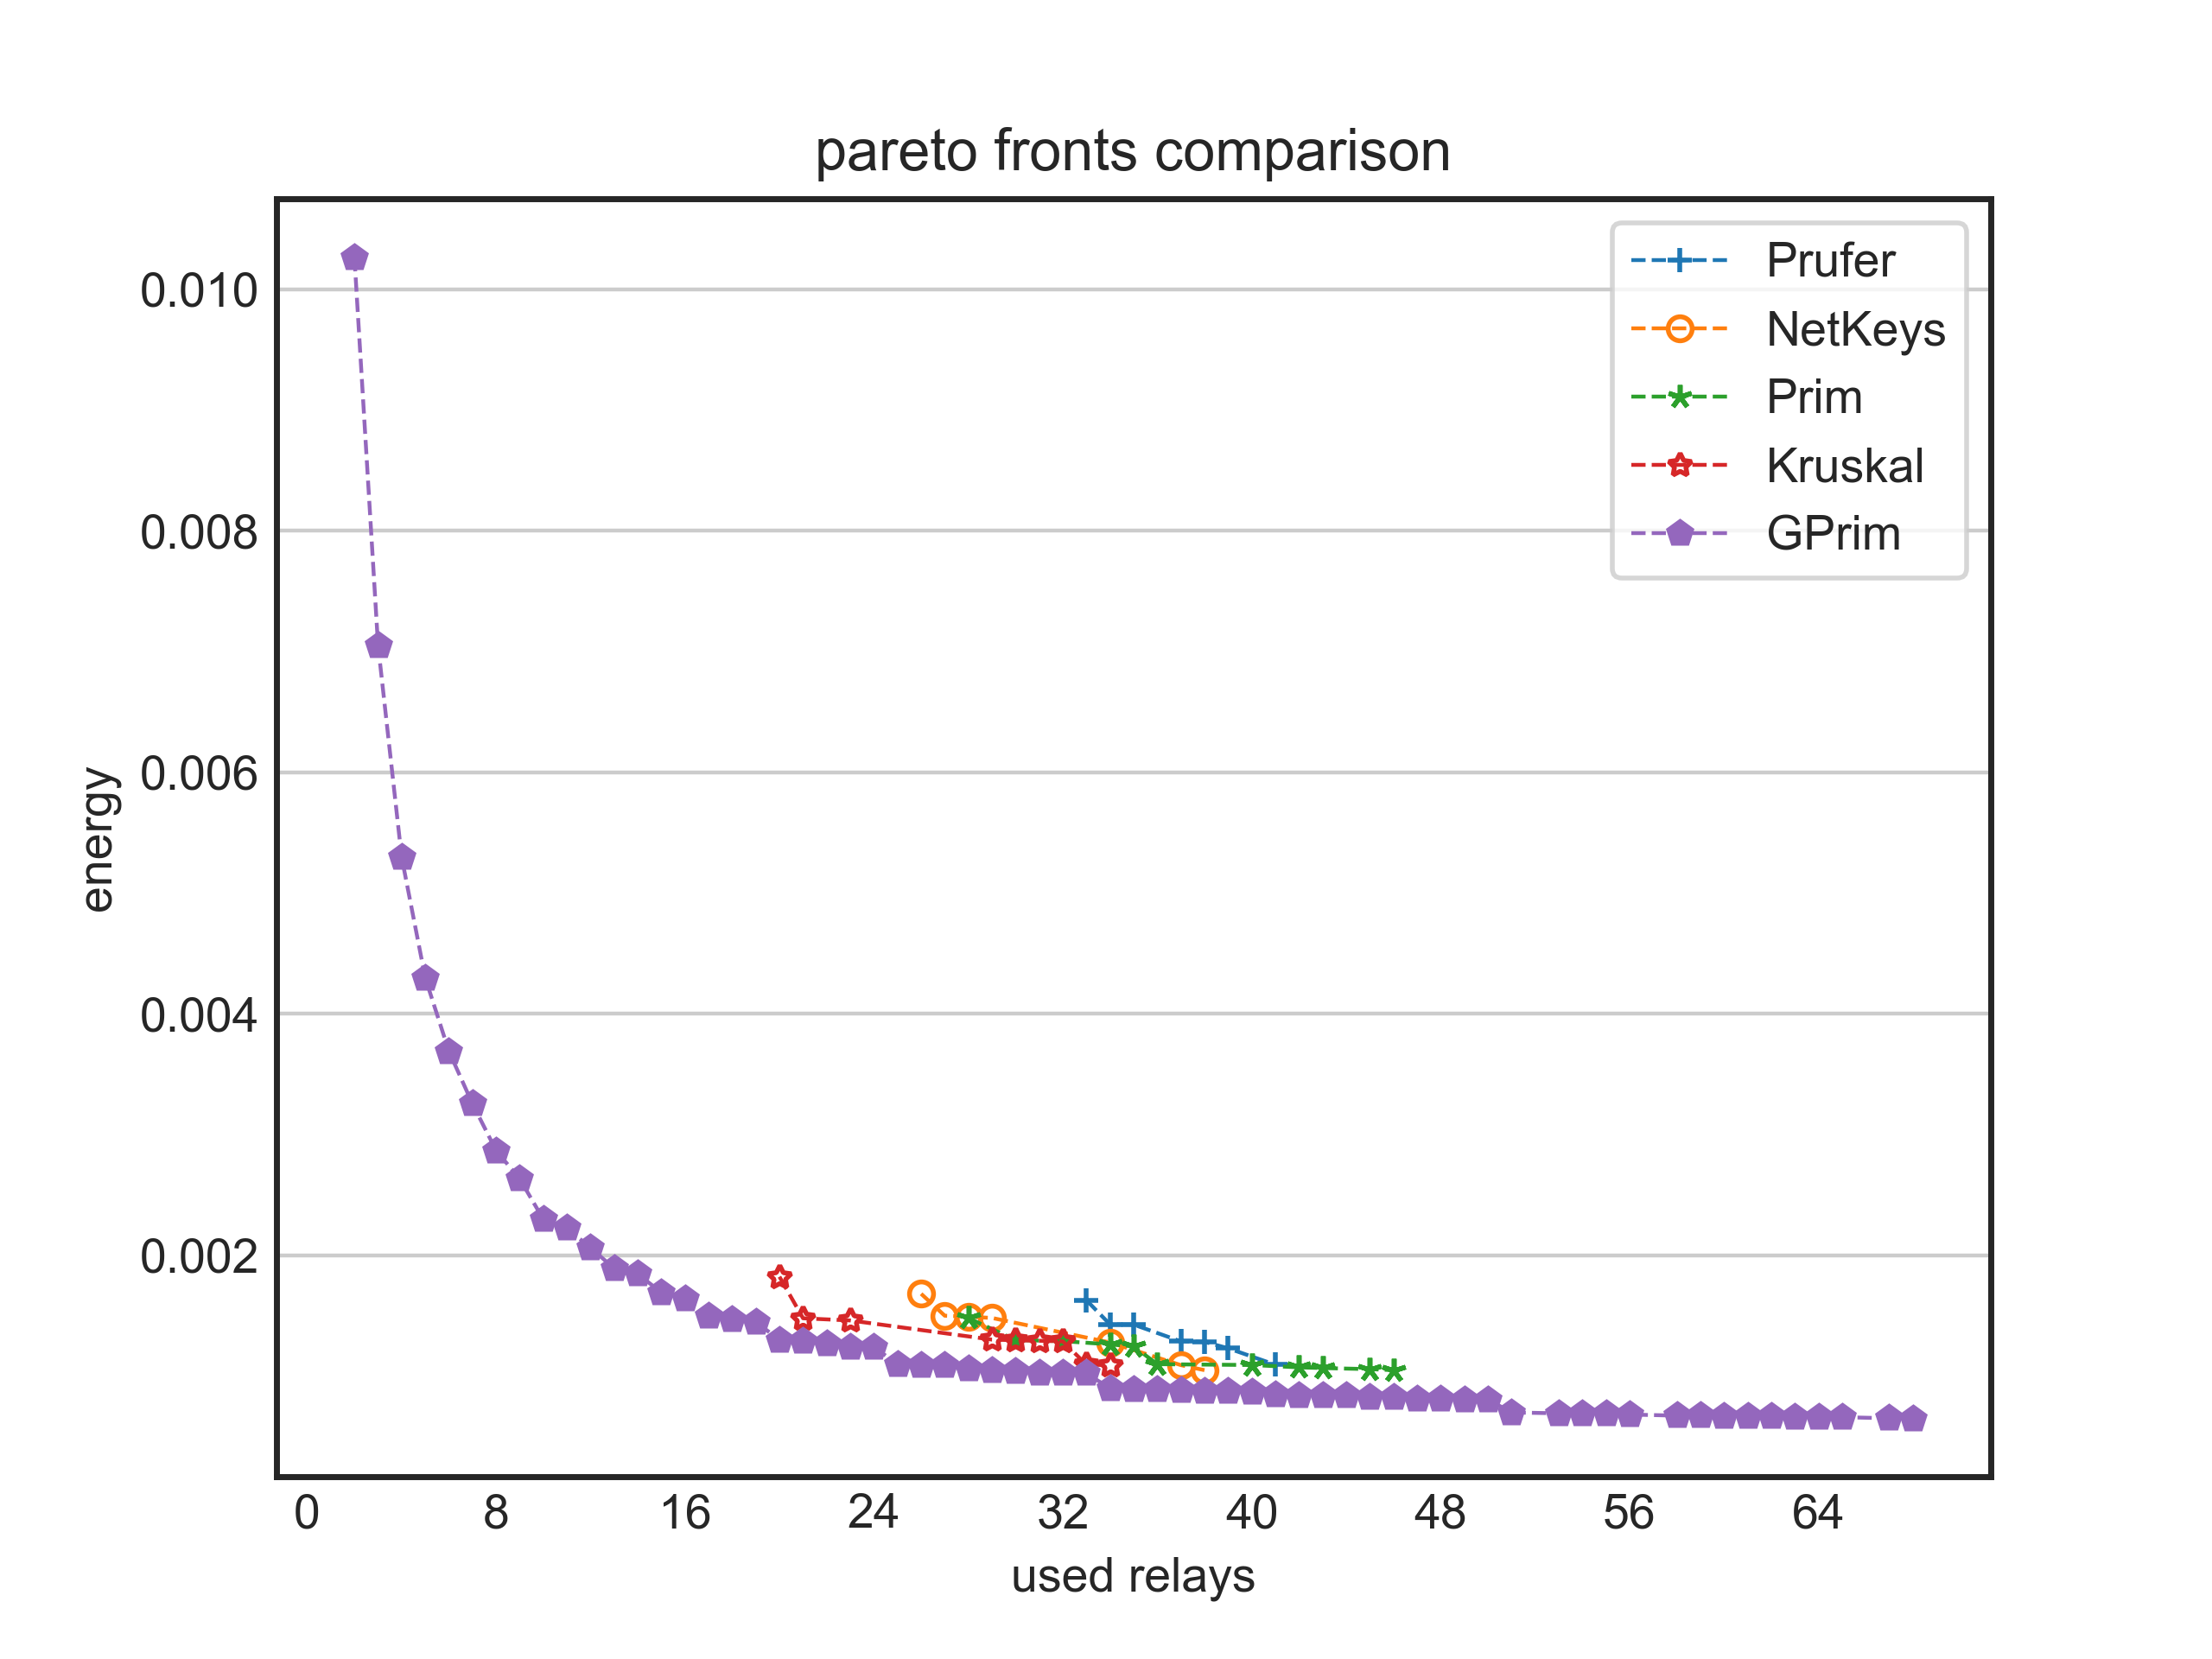 pareto fronts comparison
Prufer
NetKeys
Prim
Kruskal
GPrim
energy
0.010
0.008
0.006
0.004
0.002
0 8 16 24 32 40 48 56 64
used relays